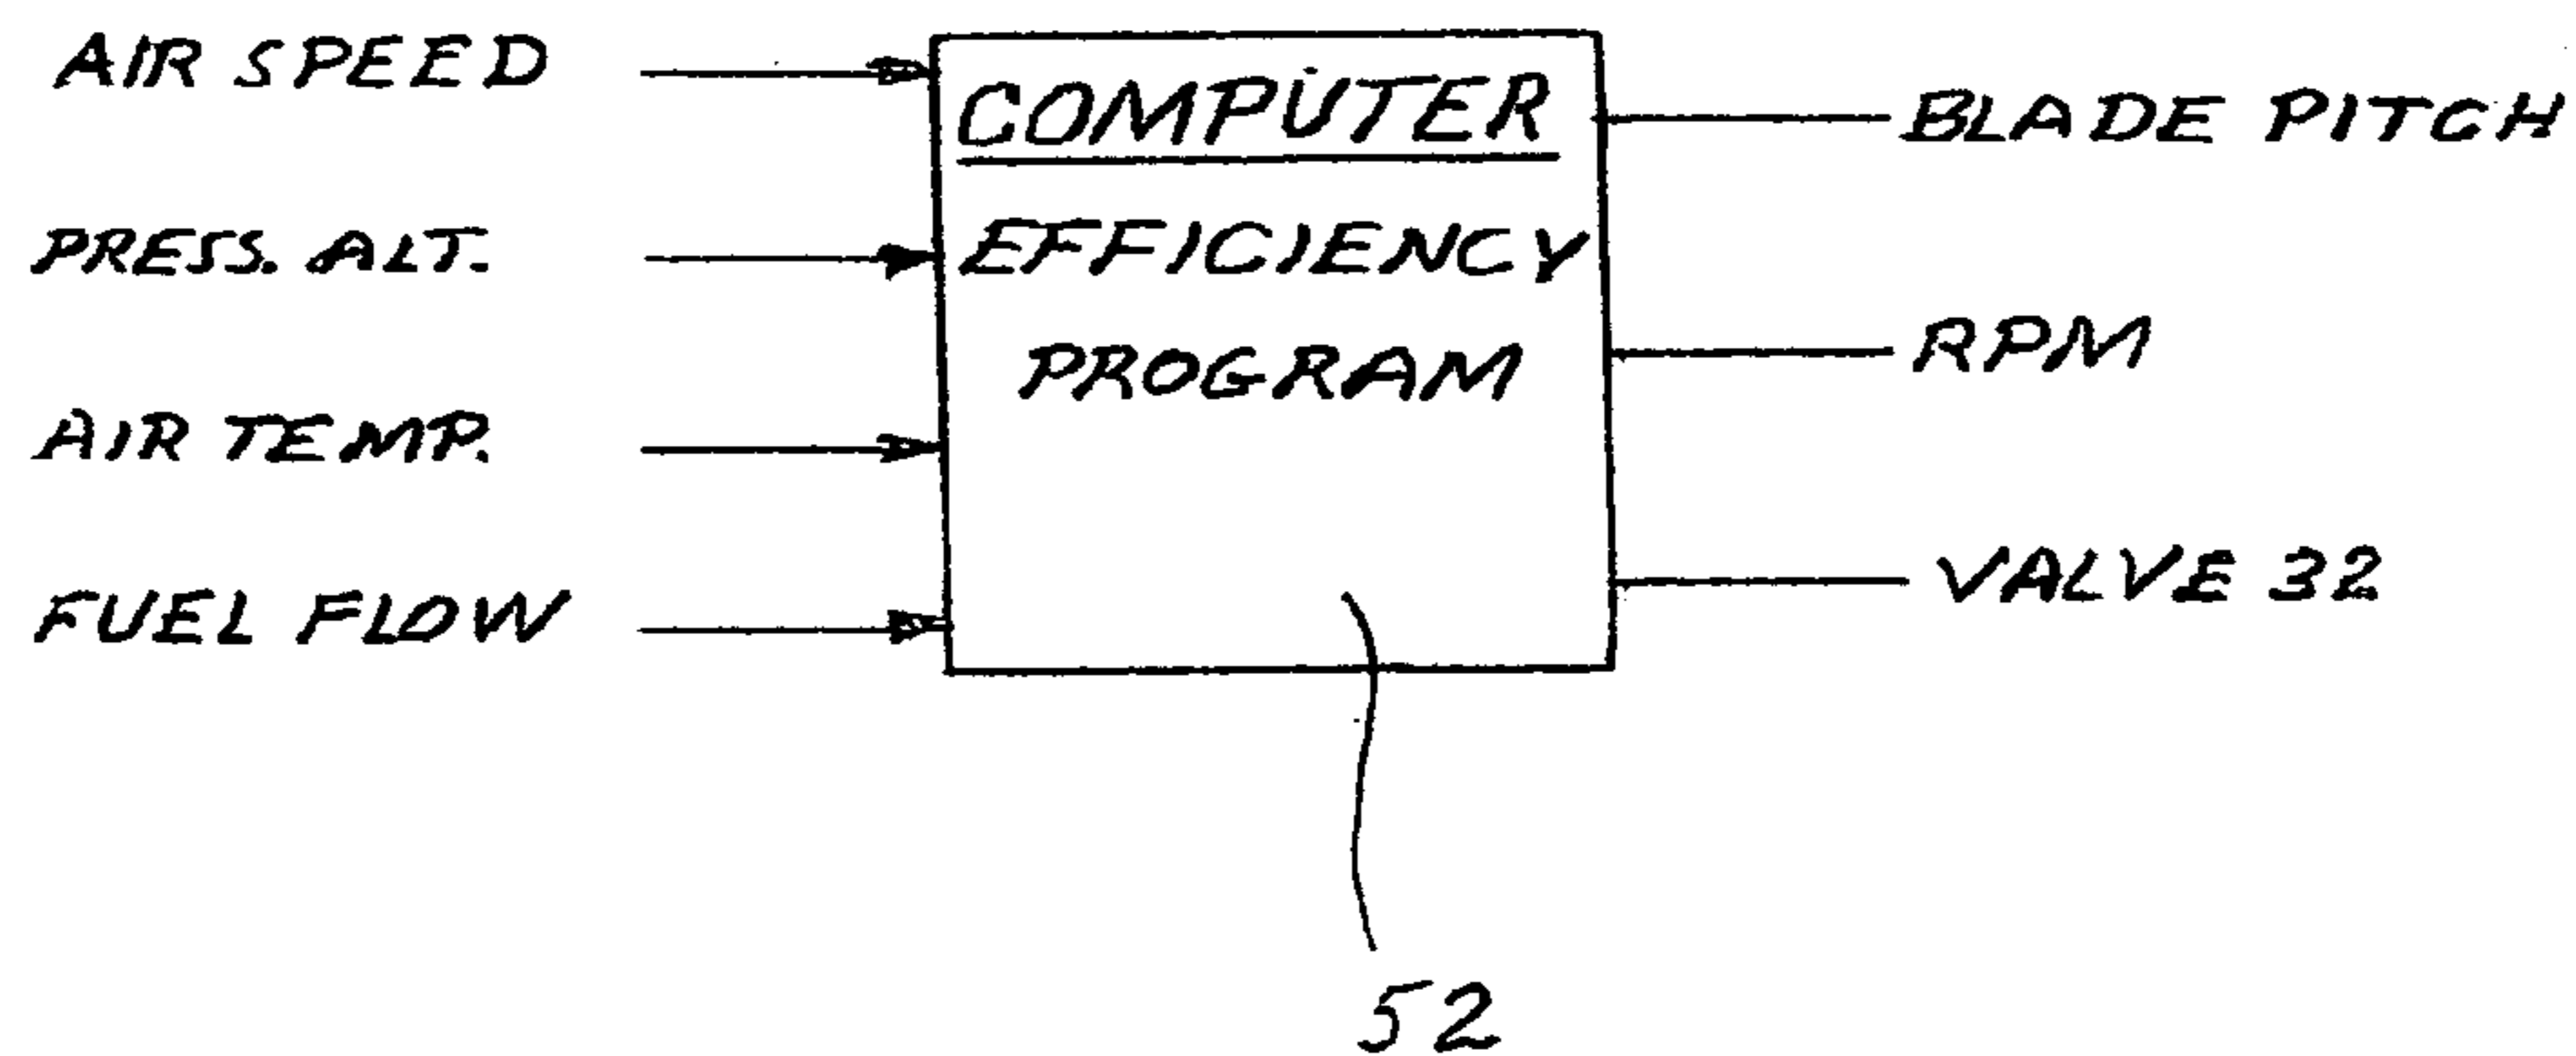 AIR SPEED
PRESS. ALT.
AIR TEMP.
FUEL FLOW
COMPUTER
EFFICIENCY
PROGRAM
BLADE PITCH
RPM
VALVE 32
52